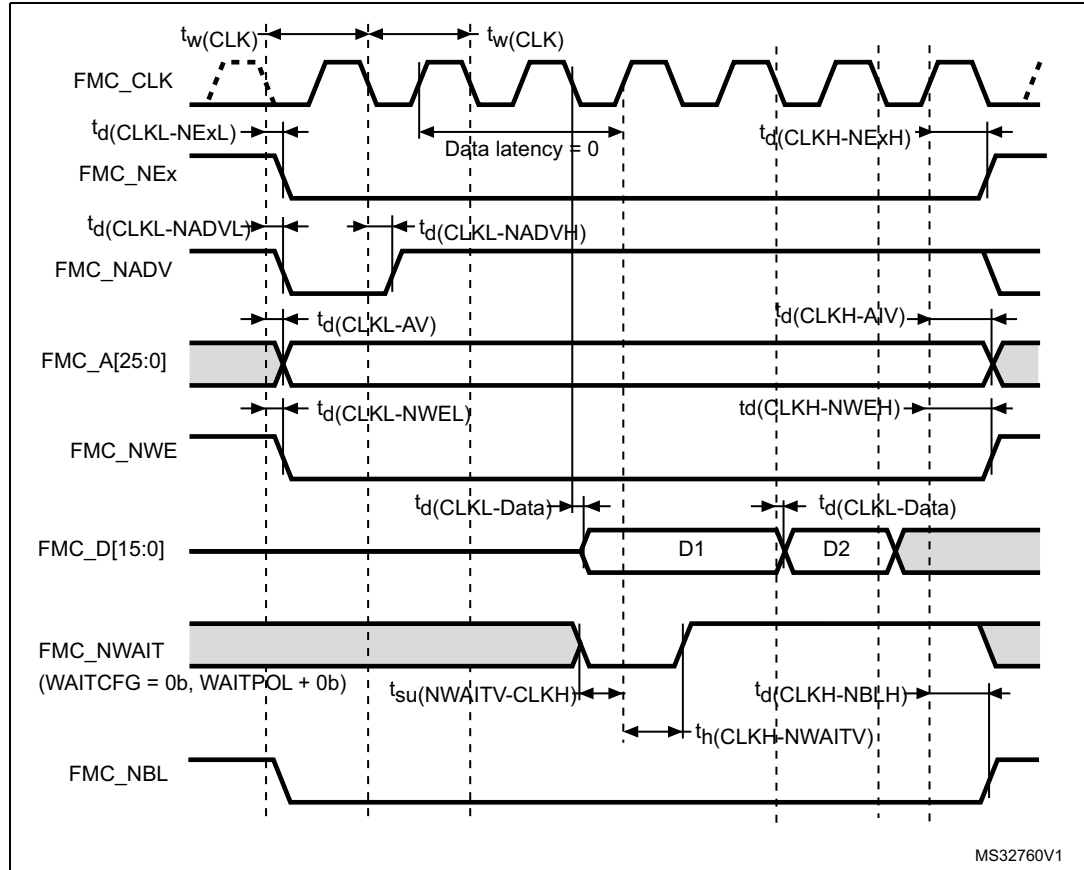 tw(CLK) tw(CLK)
FMC_CLK
td(CLKL-NExL) Data latency = 0 td(CLKH-NExH)
FMC_NEx
td(CLKL-NADVL) td(CLKL-NADVH)
FMC_NADV
td(CLKL-AV) td(CLKH-AIV)
FMC_A[25:0]
td(CLKL-NWEL) td(CLKH-NWEH)
FMC_NWE
td(CLKL-Data) td(CLKL-Data)
FMC_D[15:0] D1 D2
FMC_NWAIT
(WAITCFG = 0b, WAITPOL + 0b)
tsu(NWAITV-CLKH) td(CLKH-NBLH)
th(CLKH-NWAITV)
FMC_NBL
MS32760V1